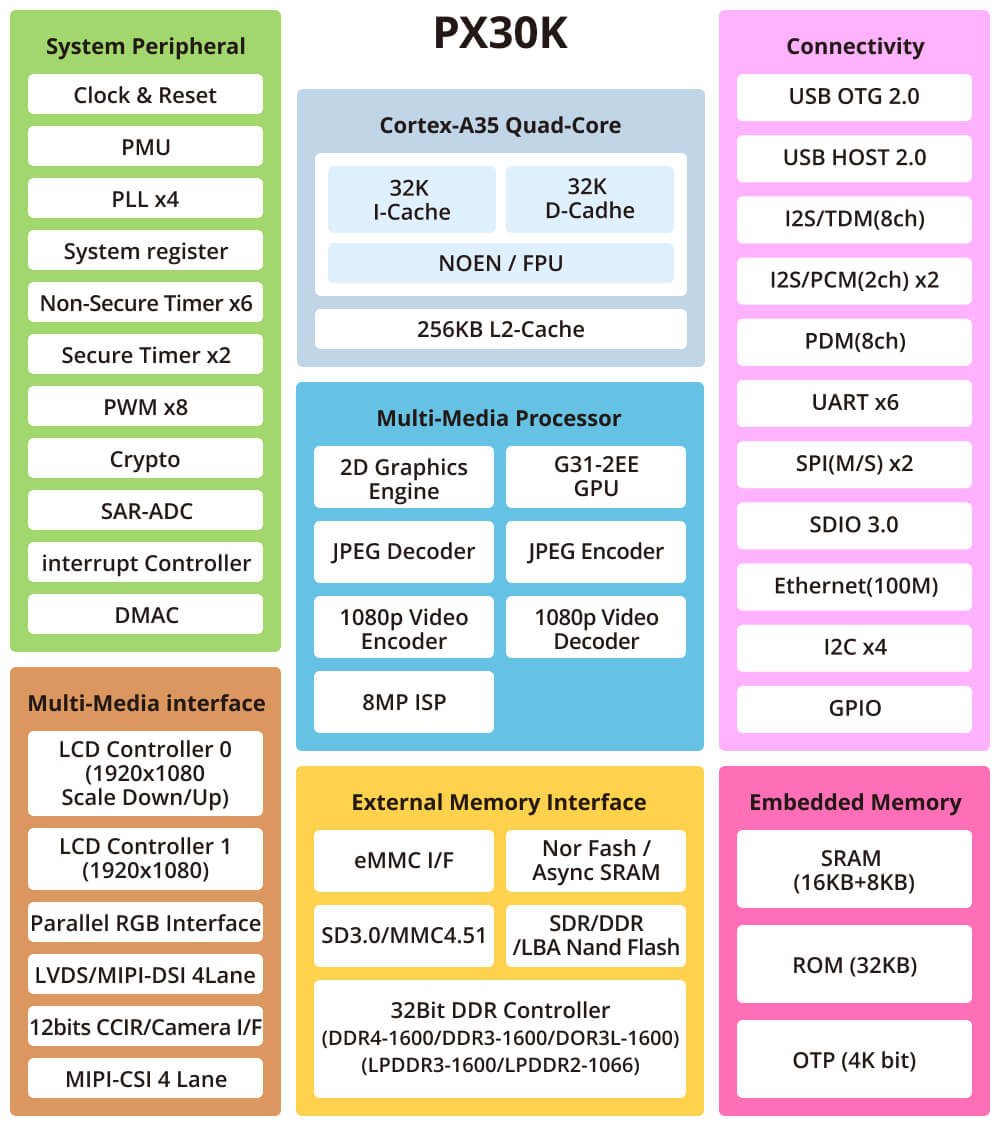 PX30K
System Peripheral
Clock & Reset
PMU
PLL x4
System register
Non-Secure Timer x6
Secure Timer x2
PWM x8
Crypto
SAR-ADC
interrupt Controller
DMAC
Multi-Media interface
LCD Controller 0
(1920x1080
Scale Down/Up)
LCD Controller 1
(1920x1080)
Parallel RGB Interface
LVDS/MIPI-DSI 4Lane
12bits CCIR/Camera I/F
MIPI-CSI 4 Lane
Cortex-A35 Quad-Core
32K
I-Cache
32K
D-Cadhe
NOEN / FPU
256KB L2-Cache
Multi-Media Processor
2D Graphics
Engine
G31-2EE
GPU
JPEG Decoder
JPEG Encoder
1080p Video
Encoder
1080p Video
Decoder
8MP ISP
External Memory Interface
eMMC I/F
Nor Fash /
Async SRAM
SD3.0/MMC4.51
SDR/DDR
/LBA Nand Flash
32Bit DDR Controller
(DDR4-1600/DDR3-1600/DOR3L-1600)
(LPDDR3-1600/LPDDR2-1066)
Connectivity
USB OTG 2.0
USB HOST 2.0
I2S/TDM(8ch)
I2S/PCM(2ch) x2
PDM(8ch)
UART x6
SPI(M/S) x2
SDIO 3.0
Ethernet(100M)
I2C x4
GPIO
Embedded Memory
SRAM
(16KB+8KB)
ROM (32KB)
OTP (4K bit)